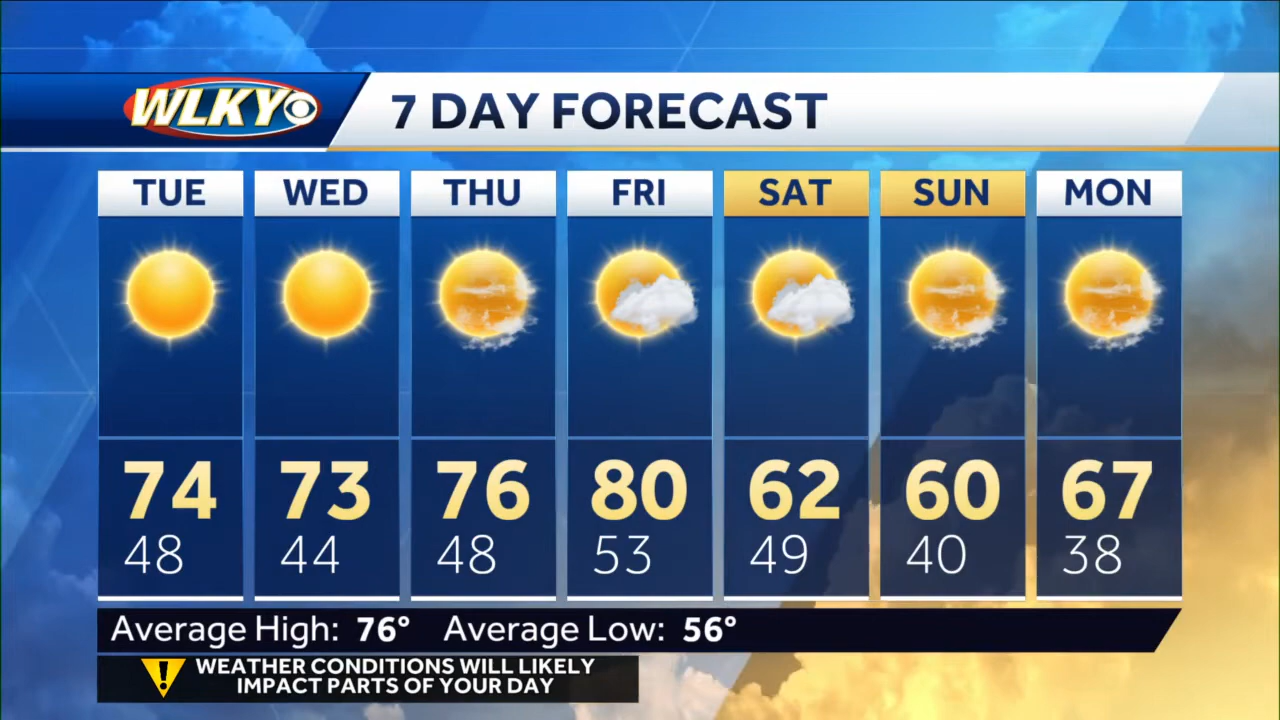 WLKY
7 DAY FORECAST
TUE WED THU FRI SAT SUN MON
74 73 76 80 62 60 67
48 44 48 53 49 40 38
Average High: 76° Average Low: 56°
WEATHER CONDITIONS WILL LIKELY
IMPACT PARTS OF YOUR DAY